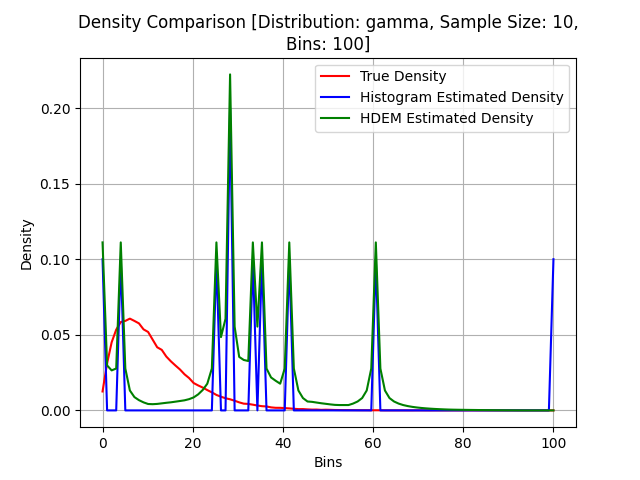 Density Comparison [Distribution: gamma, Sample Size: 10,
Bins: 100]
True Density
Histogram Estimated Density
HDEM Estimated Density
Density
0.20
0.15
0.10
0.05
0.00
0 20 40 60 80 100
Bins